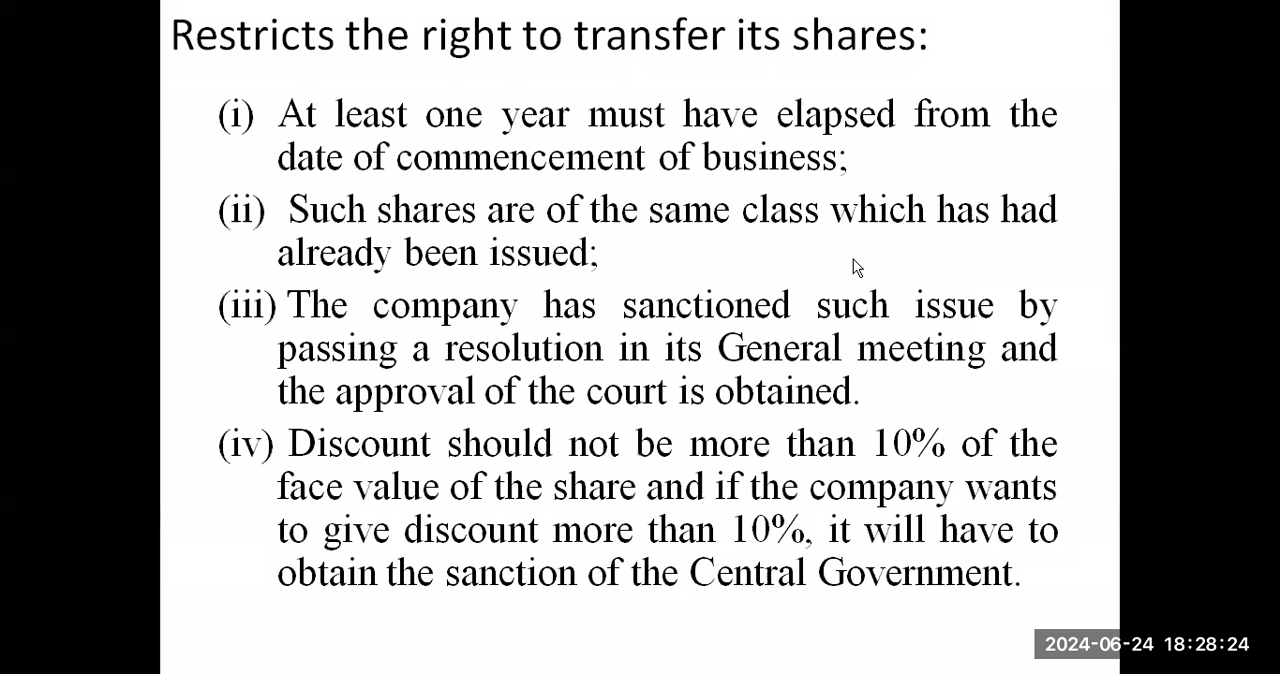 Restricts the right to transfer its shares:
(i) At least one year must have elapsed from the
date of commencement of business;
(ii) Such shares are of the same class which has had
already been issued;
(iii) The company has sanctioned such issue by
passing a resolution in its General meeting and
the approval of the court is obtained.
(iv) Discount should not be more than 10% of the
face value of the share and if the company wants
to give discount more than 10%, it will have to
obtain the sanction of the Central Government.
2024-06-24 18:28:24